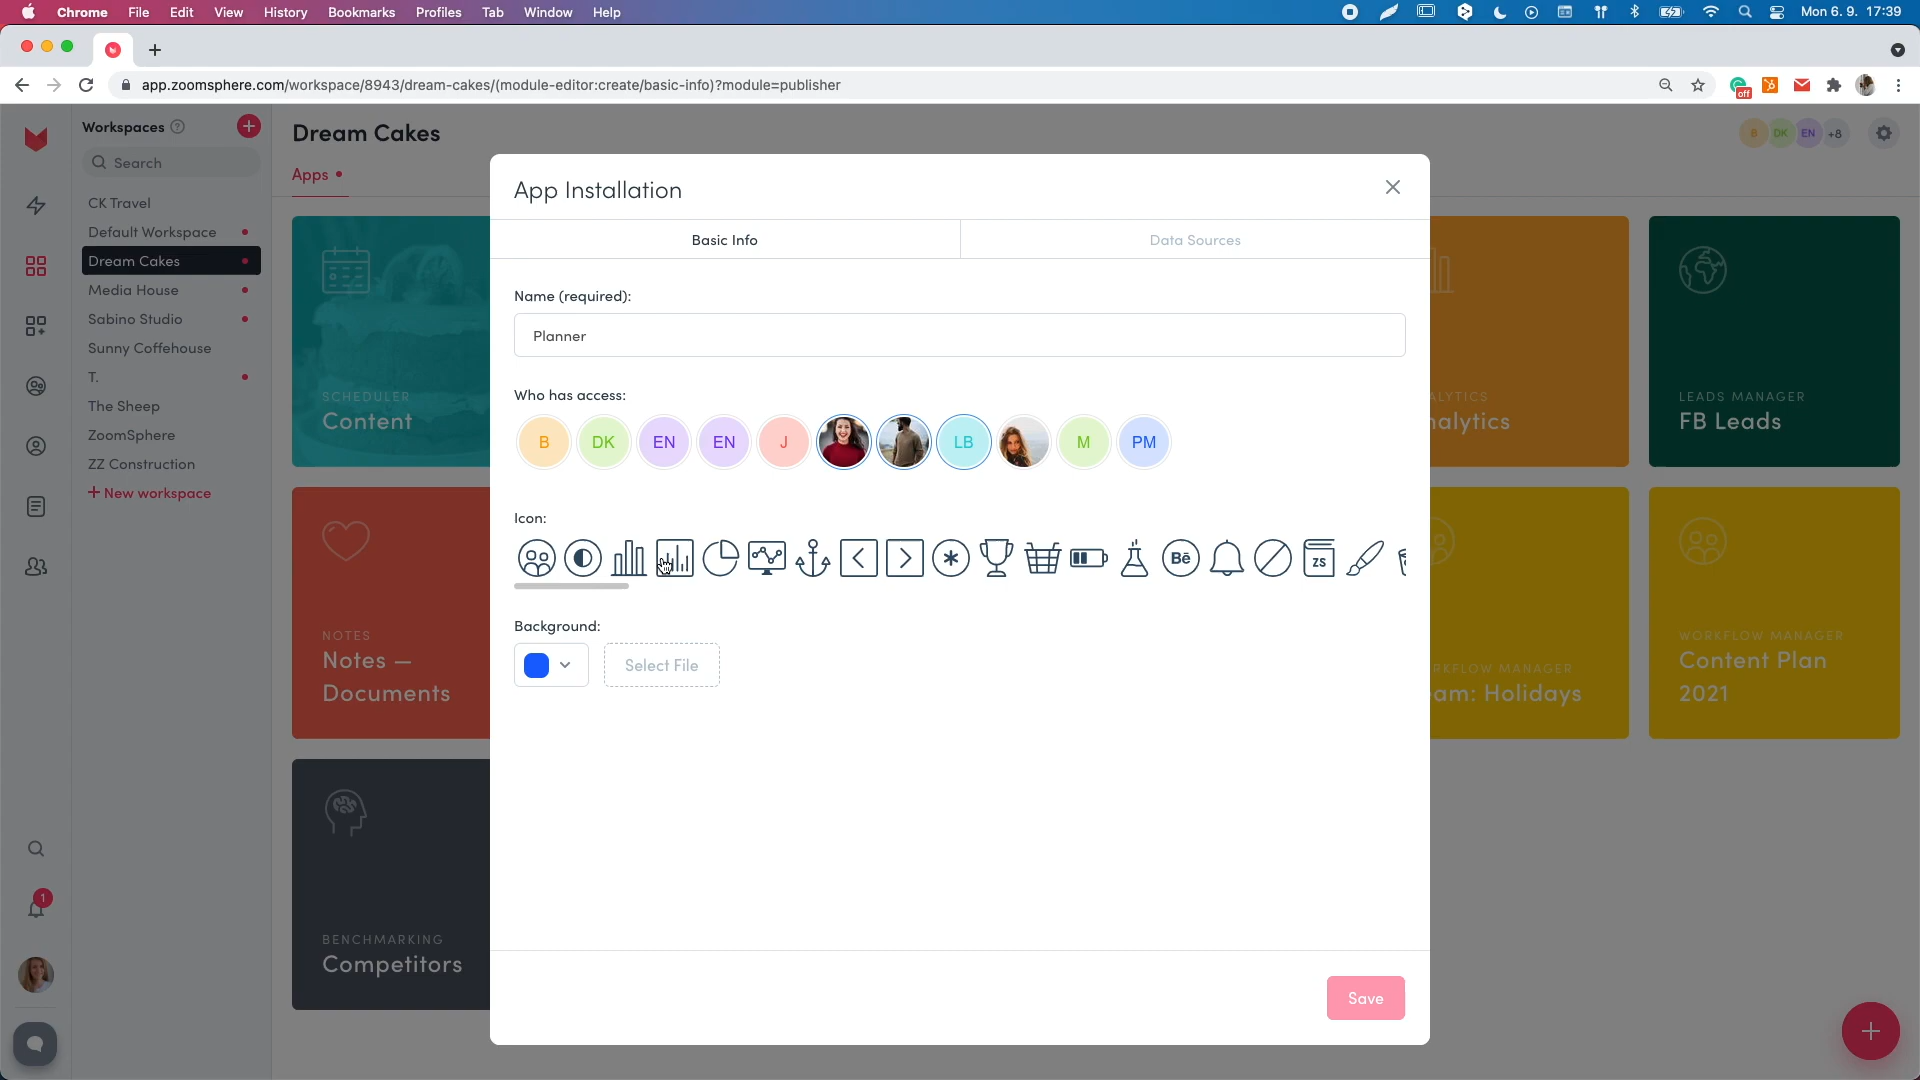 Chrome File Edit View History Bookmarks Profiles Tab Window Help Mon 6. 9. 17:39
app.zoomsphere.com/workspace/8943/dream-cakes/(module-editor:create/basic-info)?module=publisher
off
Workspaces ?
Search
CK Travel
Default Workspace
Dream Cakes
Media House
Sabino Studio
Sunny Coffehouse
T.
The Sheep
ZoomSphere
ZZ Construction
+ New workspace
1
Dream Cakes
B DK EN +8
Apps
SCHEDULER
Content
NOTES
Notes —
Documents
BENCHMARKING
Competitors
App Installation
Basic Info
Data Sources
Name (required):
Planner
Who has access:
B DK EN EN J LB M PM
Icon:
Bē
ZS
Background:
Select File
Save
ALYTICS
nalytics
LEADS MANAGER
FB Leads
RKFLOW MANAGER
am: Holidays
WORKFLOW MANAGER
Content Plan
2021